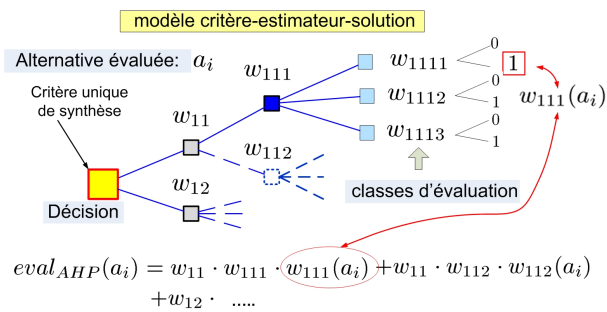 modèle critère-estimateur-solution
Alternative évaluée: a_i
Critère unique
de synthèse
w_111
w_1111
0
1
w_111(a_i)
w_1112
0
1
w_11
w_1113
0
1
w_112
w_12
classes d'évaluation
Décision
eval_AHP(a_i) = w_11 · w_111 · w_111(a_i) + w_11 · w_112 · w_112(a_i)
+w_12 · .....